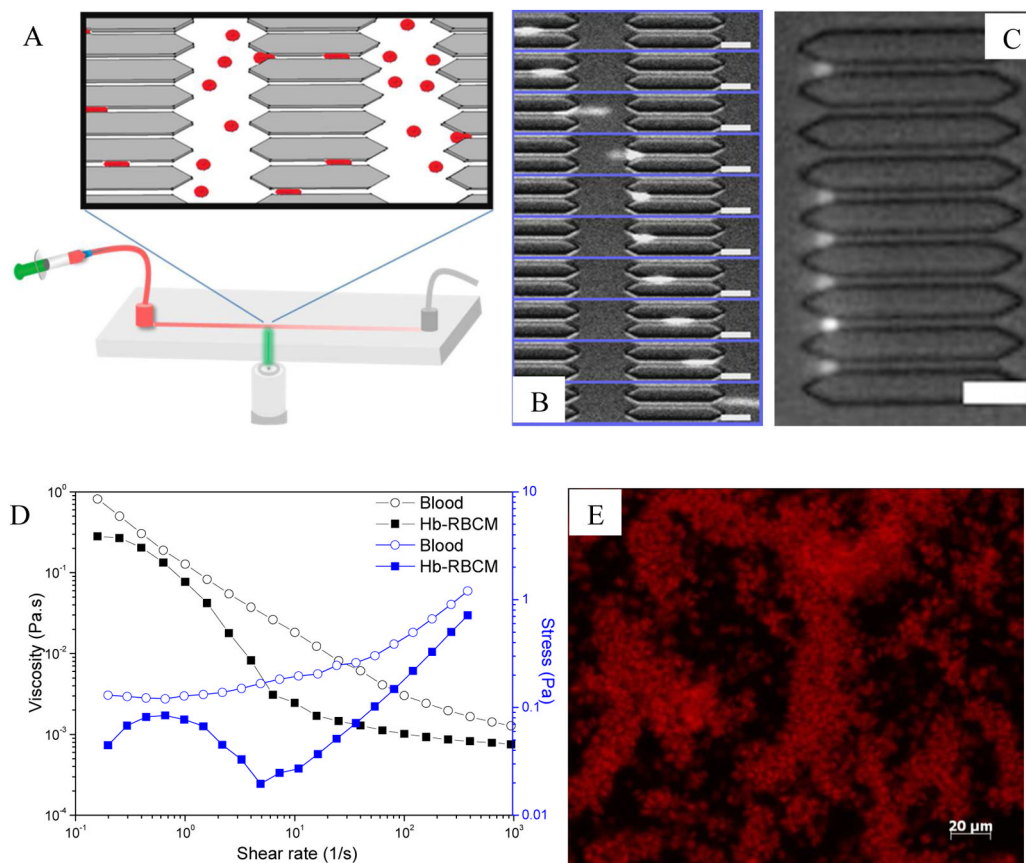 A
B
C
D
10⁰
10⁻¹
10⁻²
10⁻³
10⁻⁴
Viscosity (Pa.s)
Blood
Hb-RBCM
Blood
Hb-RBCM
10
1
0.1
0.01
Stress (Pa)
10⁻¹
10⁰
10¹
10²
10³
Shear rate (1/s)
E
20 µm